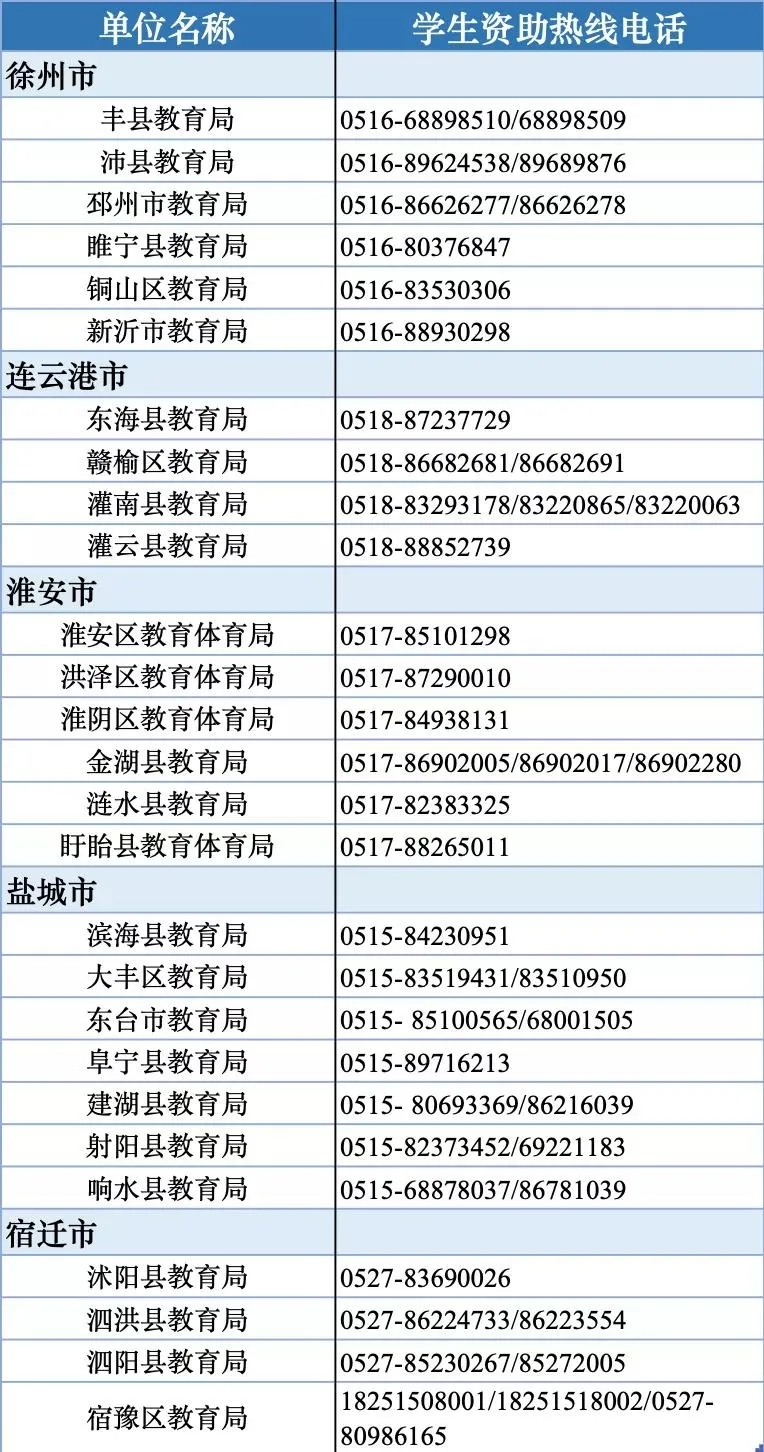 单位名称 学生资助热线电话
徐州市
丰县教育局 0516-68898510/68898509
沛县教育局 0516-89624538/89689876
邳州市教育局 0516-86626277/86626278
睢宁县教育局 0516-80376847
铜山区教育局 0516-83530306
新沂市教育局 0516-88930298
连云港市
东海县教育局 0518-87237729
赣榆区教育局 0518-86682681/86682691
灌南县教育局 0518-83293178/83220865/83220063
灌云县教育局 0518-88852739
淮安市
淮安区教育体育局 0517-85101298
洪泽区教育体育局 0517-87290010
淮阴区教育体育局 0517-84938131
金湖县教育局 0517-86902005/86902017/86902280
涟水县教育局 0517-82383325
盱眙县教育体育局 0517-88265011
盐城市
滨海县教育局 0515-84230951
大丰区教育局 0515-83519431/83510950
东台市教育局 0515- 85100565/68001505
阜宁县教育局 0515-89716213
建湖县教育局 0515- 80693369/86216039
射阳县教育局 0515-82373452/69221183
响水县教育局 0515-68878037/86781039
宿迁市
沭阳县教育局 0527-83690026
泗洪县教育局 0527-86224733/86223554
泗阳县教育局 0527-85230267/85272005
宿豫区教育局 18251508001/18251518002/0527-
80986165